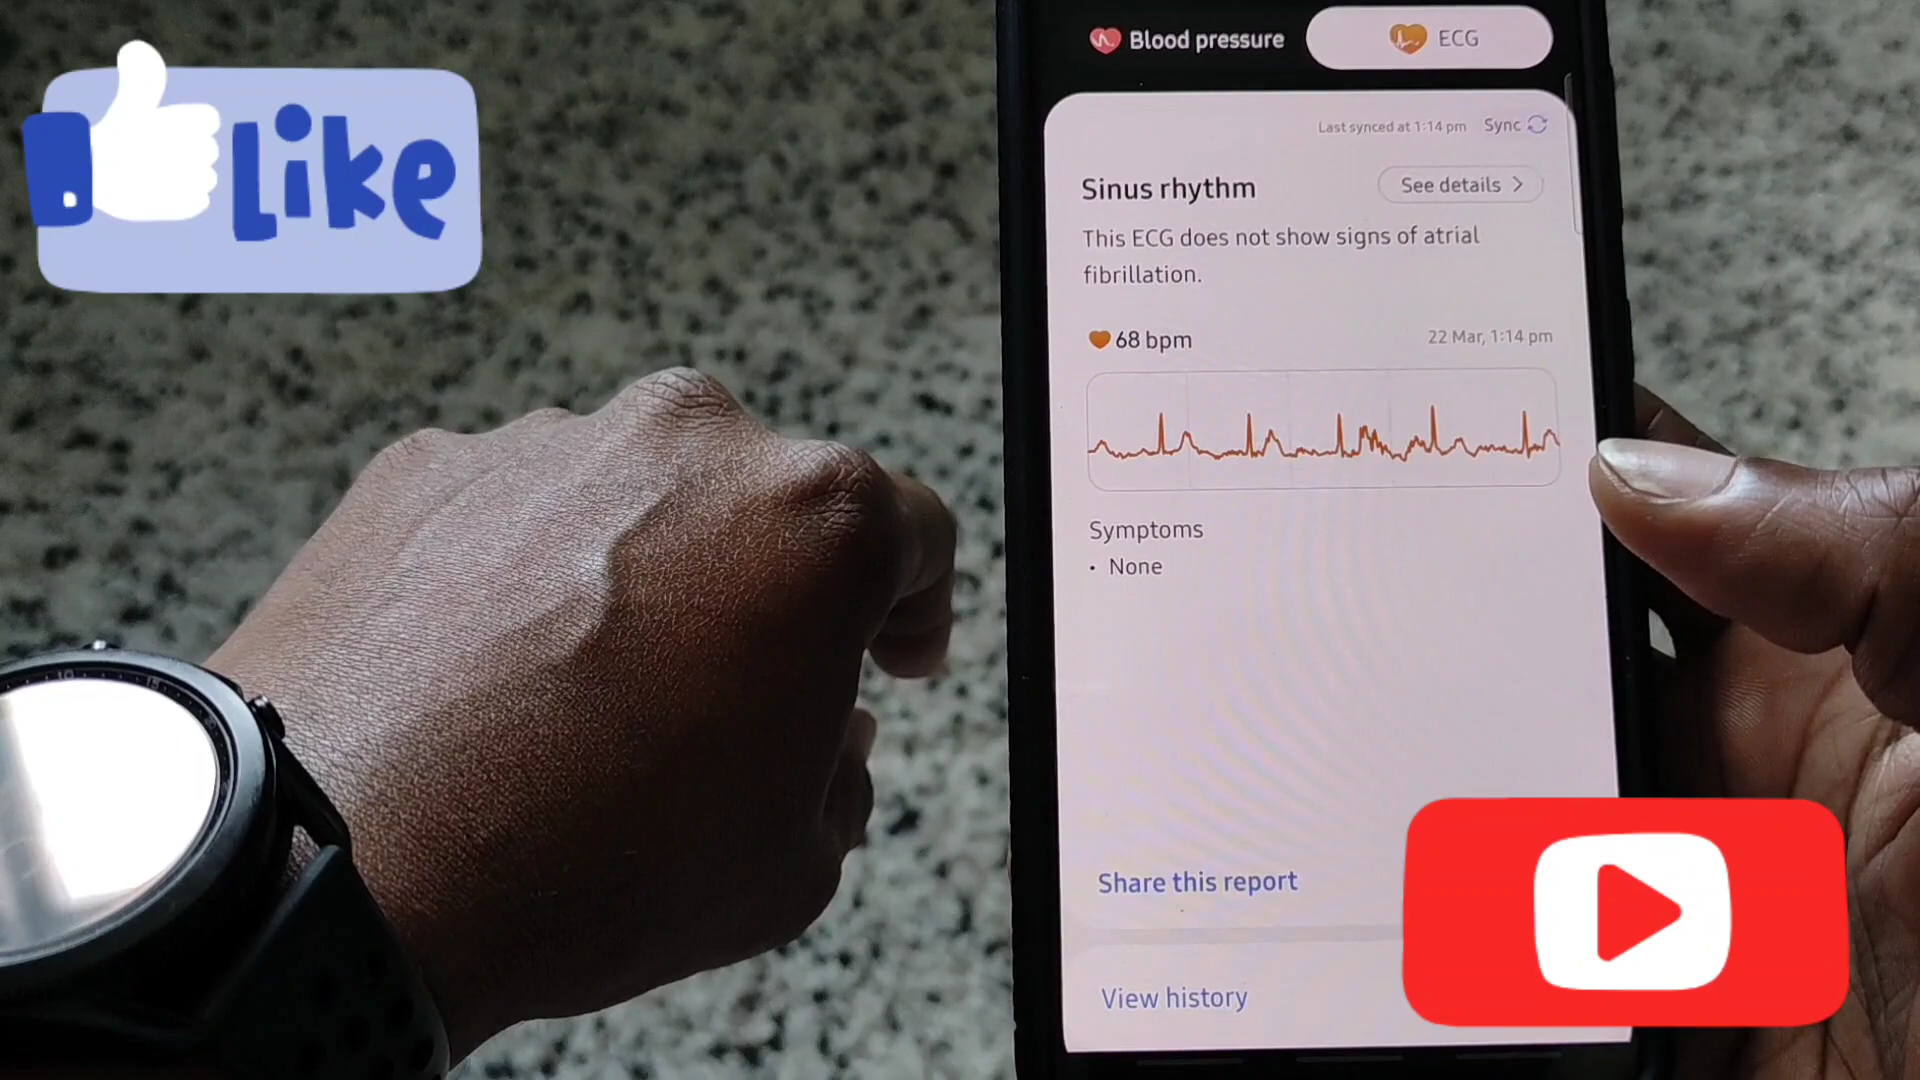 Like
Blood pressure
ECG
Last synced at 1:14 pm Sync
Sinus rhythm
See details >
This ECG does not show signs of atrial
fibrillation.
68 bpm
22 Mar, 1:14 pm
Symptoms
• None
Share this report
View history
10
15